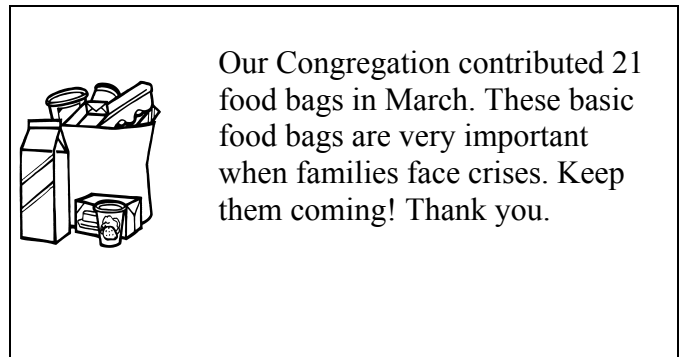 Our Congregation contributed 21
food bags in March. These basic
food bags are very important
when families face crises. Keep
them coming! Thank you.